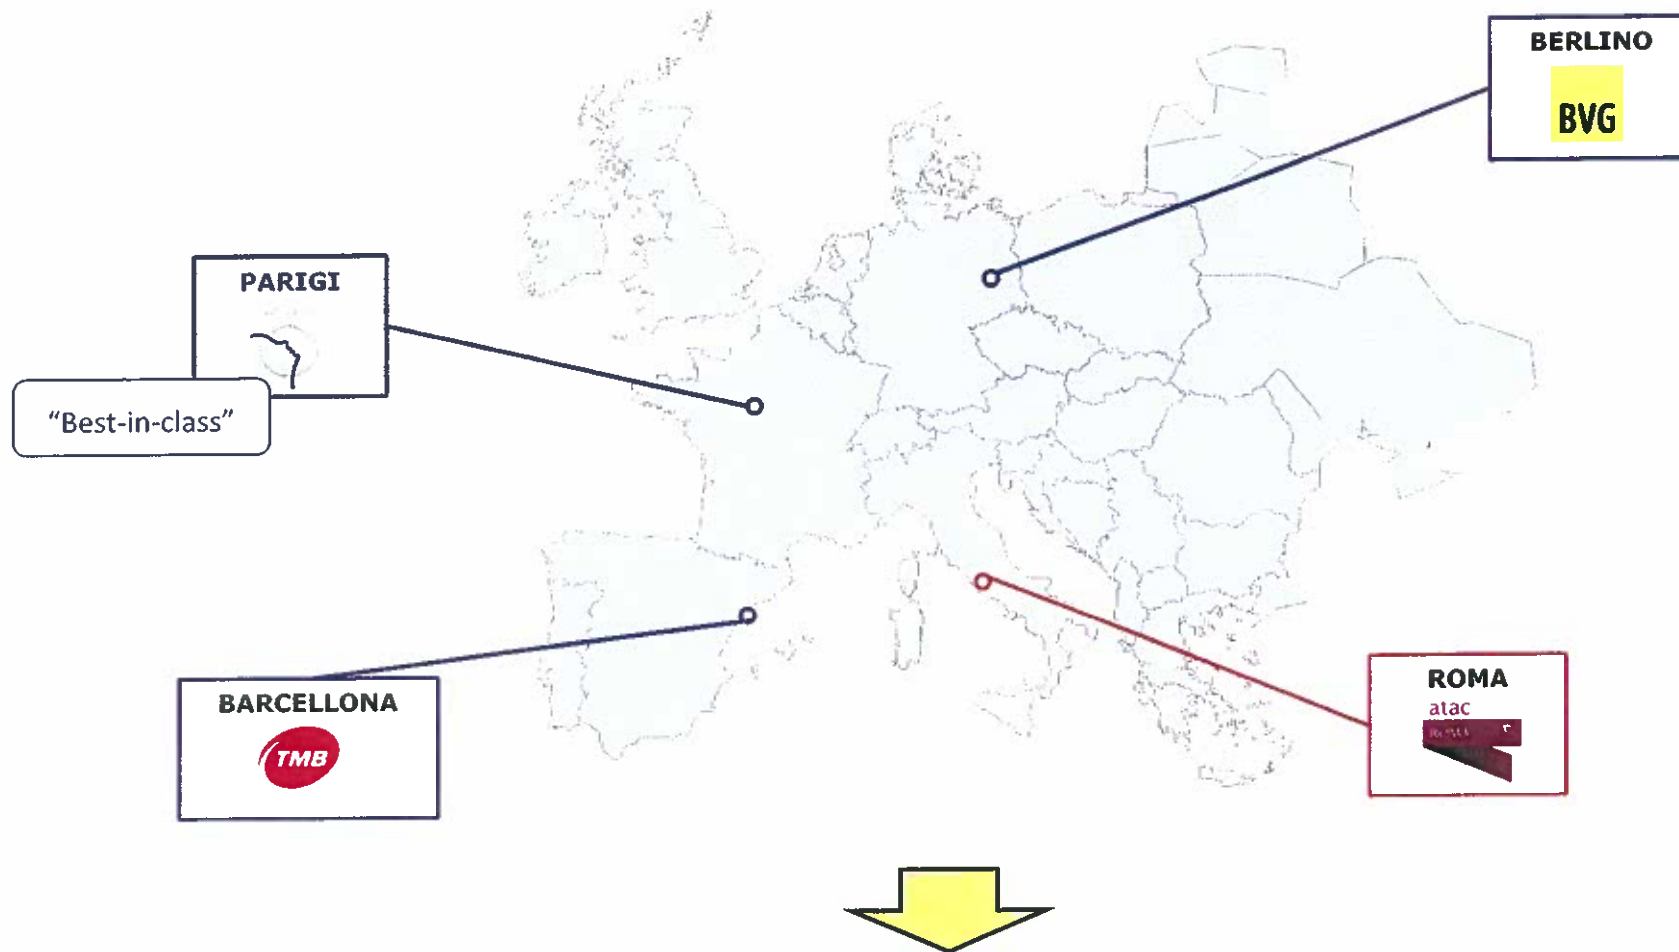 BERLINO
BVG
PARIGI
"Best-in-class"
BARCELLONA
TMB
ROMA
atac